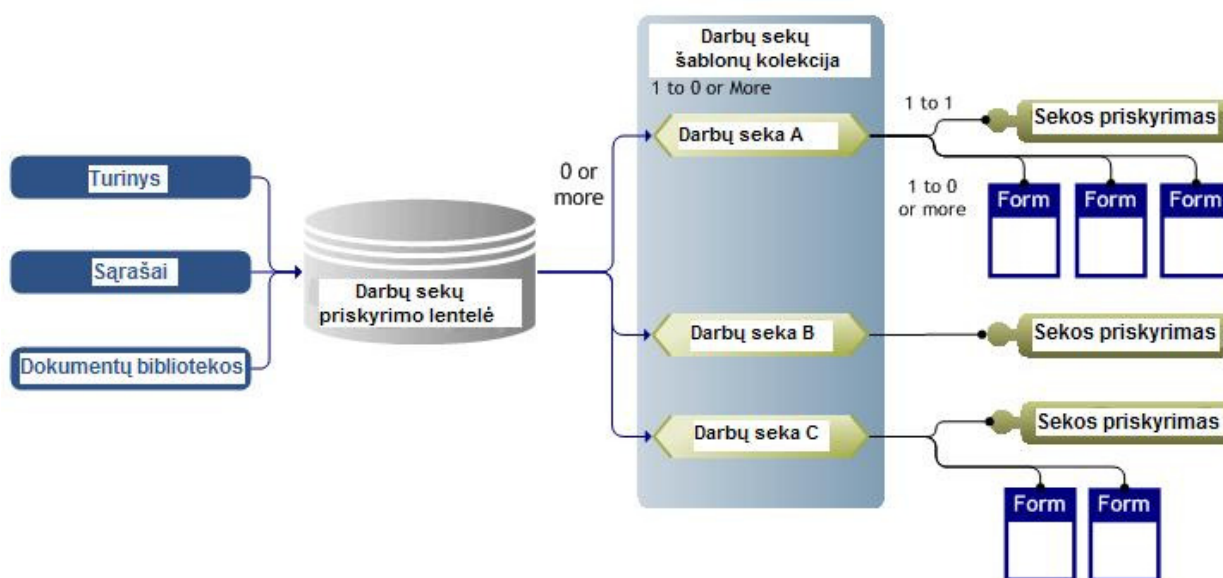 Darbų sekų
šablonų kolekcija
1 to 0 or More
Turinys
Sąrašai
Dokumentų bibliotekos
Darbų sekų
priskyrimo lentelė
0 or
more
Darbų seka A
Darbų seka B
Darbų seka C
1 to 1
Sekos priskyrimas
1 to 0
or more
Form Form Form
Sekos priskyrimas
Sekos priskyrimas
Form Form